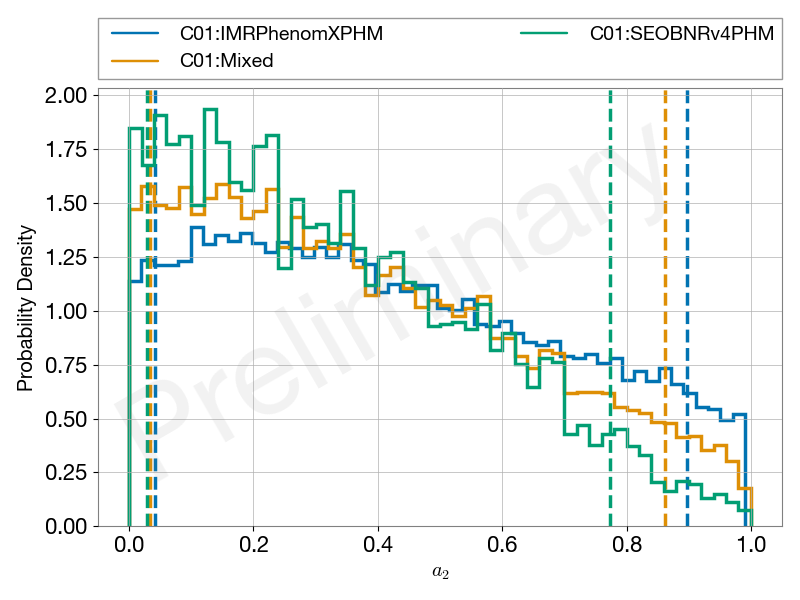 C01:IMRPhenomXPHM
C01:Mixed
C01:SEOBNRv4PHM
2.00
1.75
1.50
1.25
1.00
0.75
0.50
0.25
0.00
Probability Density
Preliminary
0.0 0.2 0.4 0.6 0.8 1.0
a₂